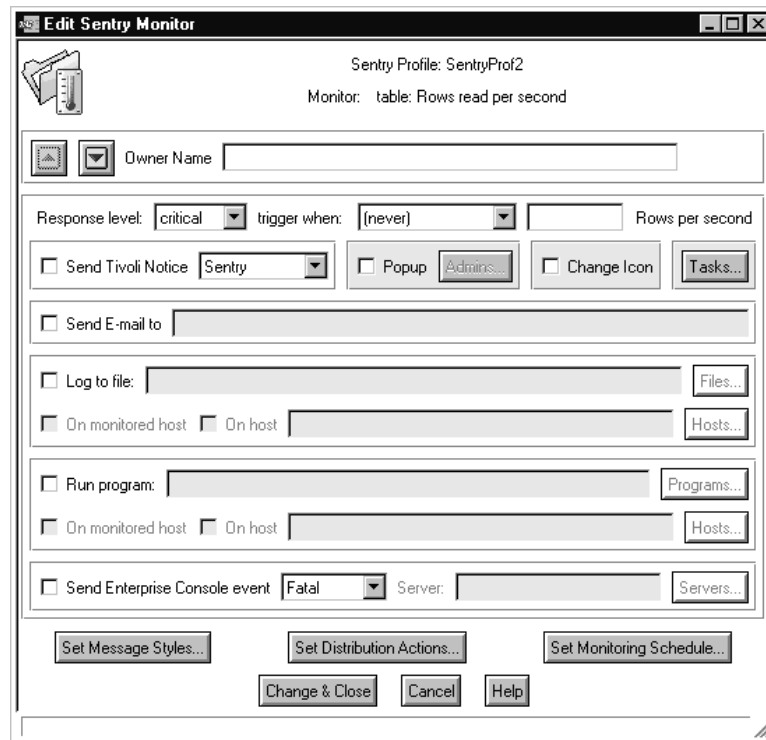 Edit Sentry Monitor
Sentry Profile: SentryProf2
Monitor: table: Rows read per second
Owner Name
Response level: critical trigger when: (never) Rows per second
Send Tivoli Notice Sentry Popup Admins... Change Icon Tasks...
Send E-mail to
Log to file: Files...
On monitored host On host Hosts...
Run program: Programs...
On monitored host On host Hosts...
Send Enterprise Console event Fatal Server: Servers...
Set Message Styles... Set Distribution Actions... Set Monitoring Schedule...
Change & Close Cancel Help